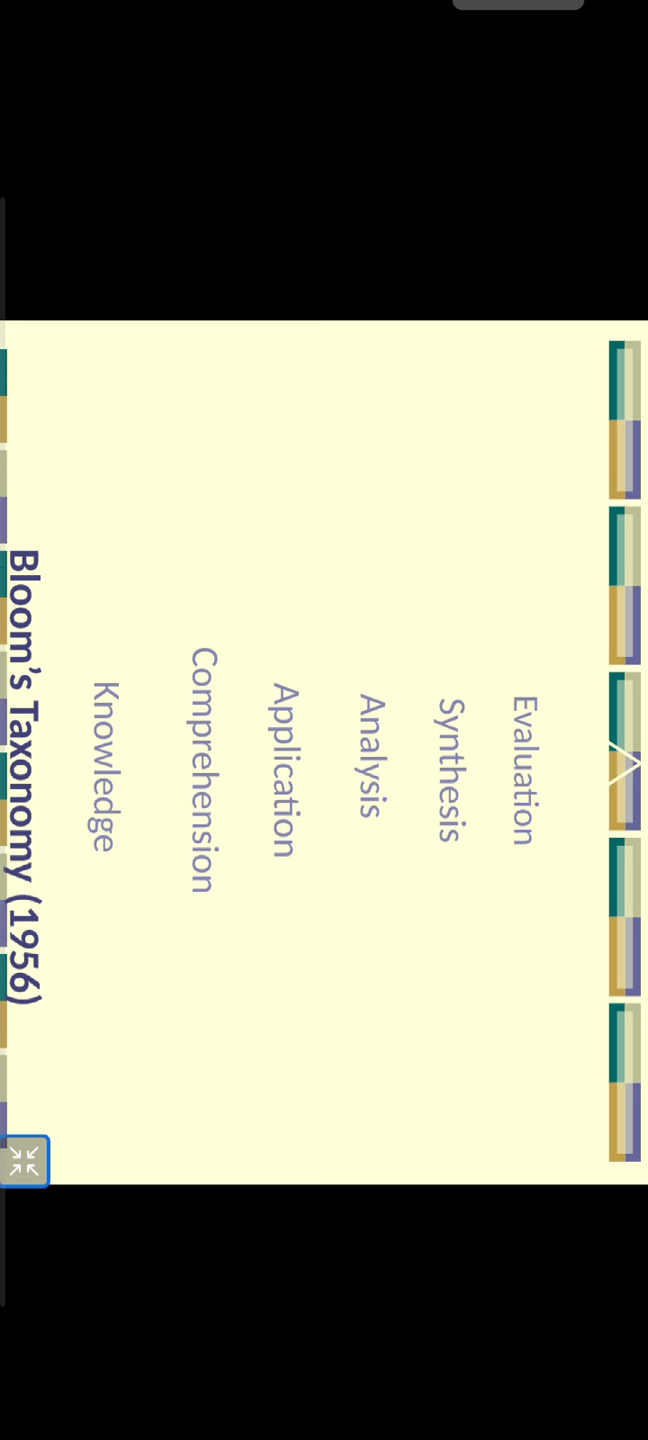 Evaluation
Synthesis
Analysis
Application
Comprehension
Knowledge
Bloom’s Taxonomy (1956)